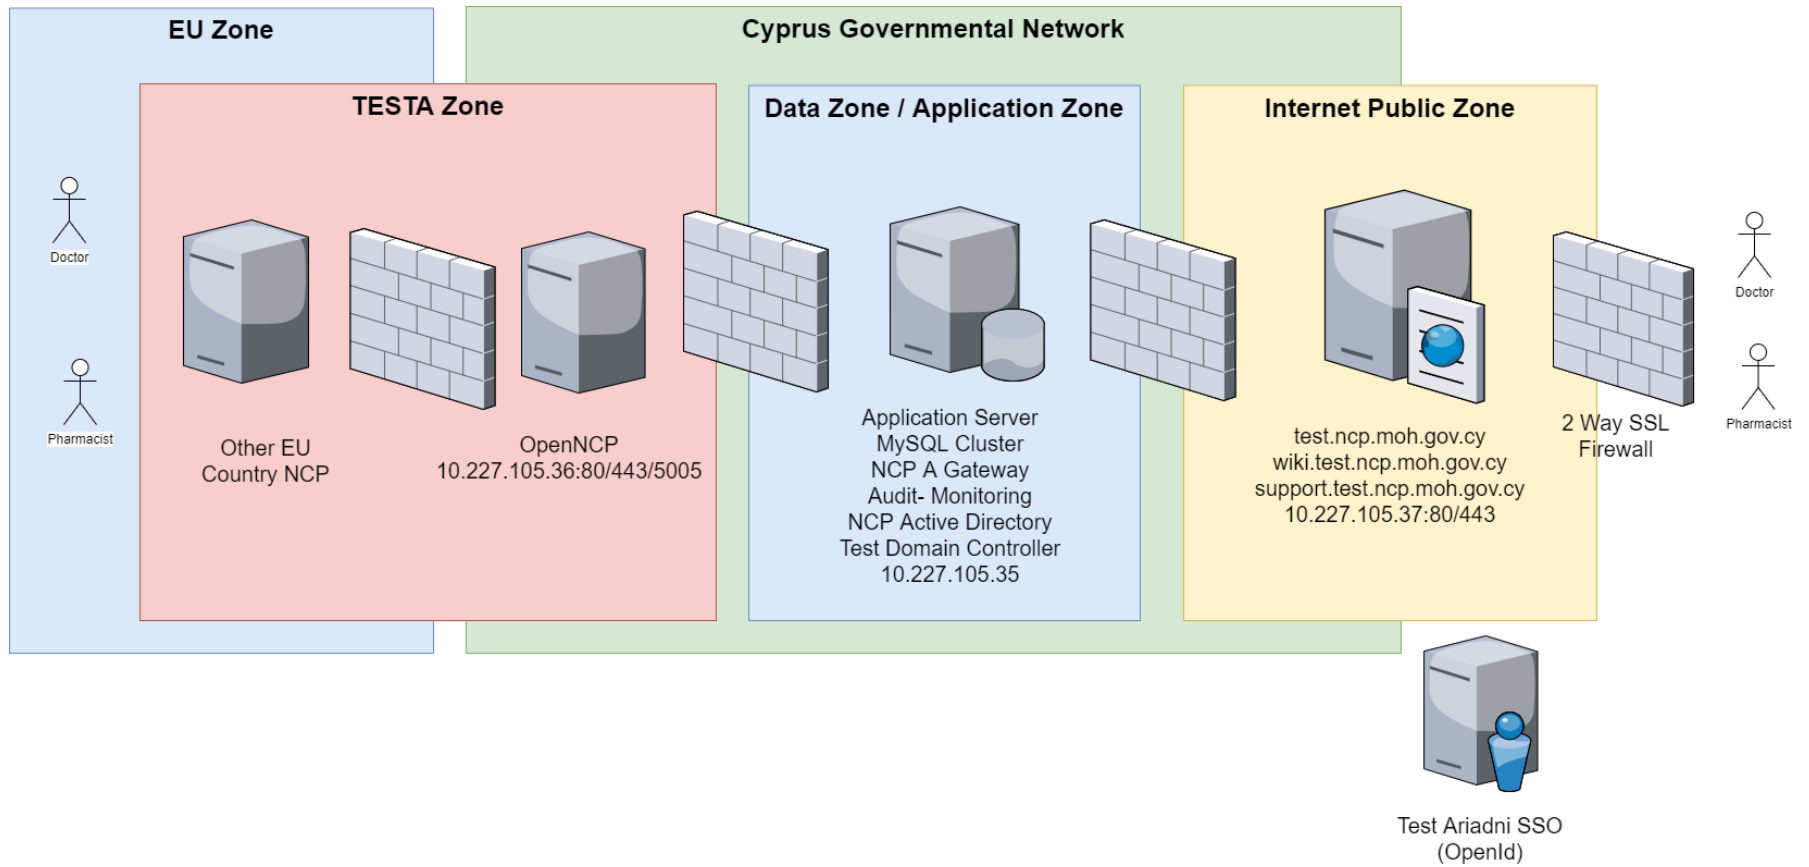 EU Zone
Cyprus Governmental Network
TESTA Zone
Data Zone / Application Zone
Internet Public Zone
Doctor
Pharmacist
Other EU
Country NCP
OpenNCP
10.227.105.36:80/443/5005
Application Server
MySQL Cluster
NCP A Gateway
Audit- Monitoring
NCP Active Directory
Test Domain Controller
10.227.105.35
test.ncp.moh.gov.cy
wiki.test.ncp.moh.gov.cy
support.test.ncp.moh.gov.cy
10.227.105.37:80/443
2 Way SSL
Firewall
Doctor
Pharmacist
Test Ariadni SSO
(OpenId)